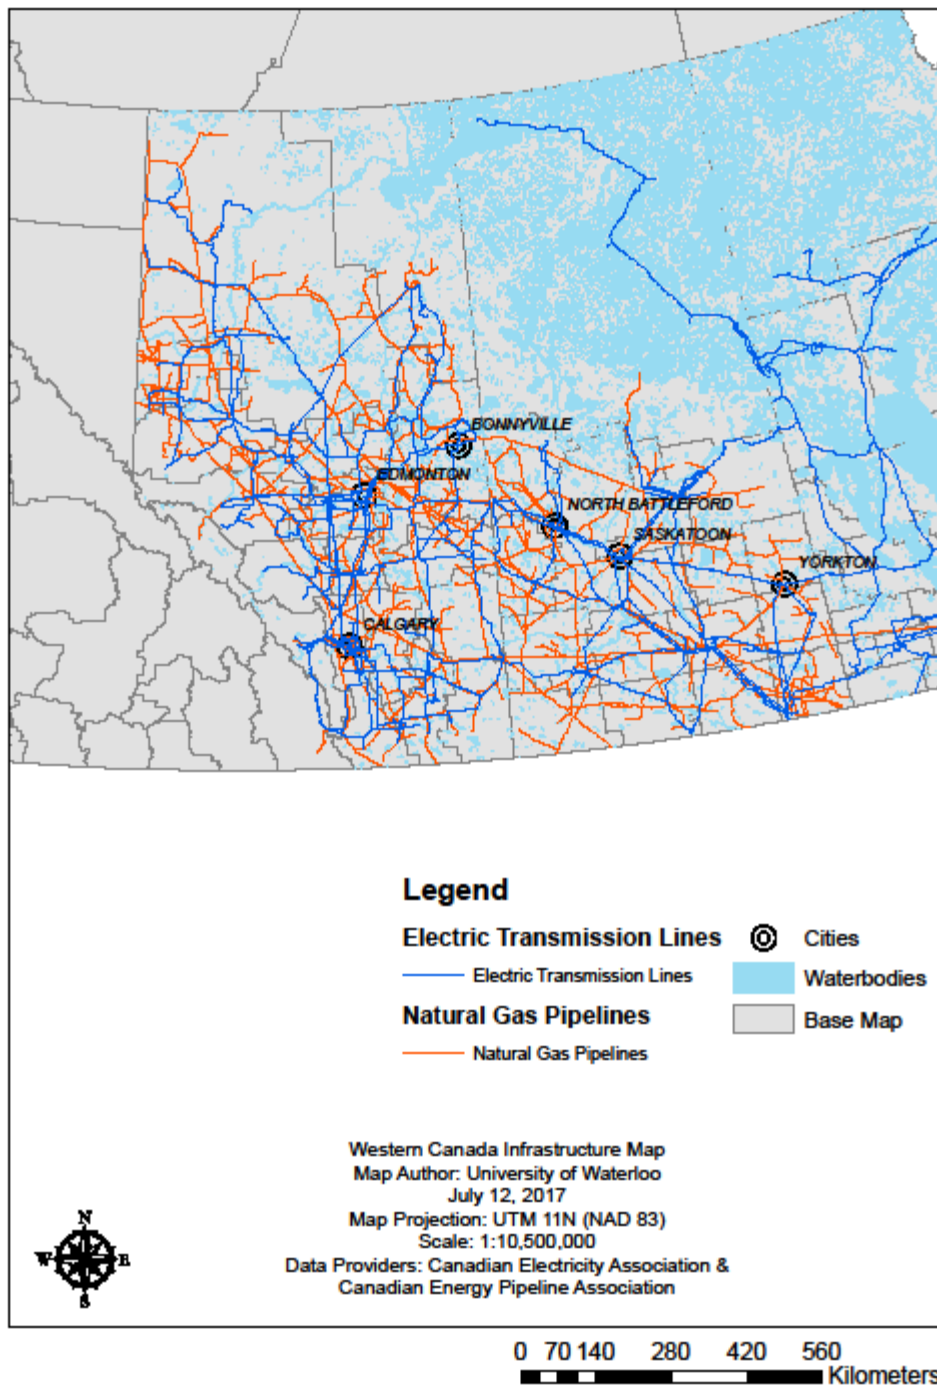 BONNYVILLE
EDMONTON
NORTH BATTLEFORD
SASKATOON
YORKTON
CALGARY
Legend
Electric Transmission Lines
Cities
Electric Transmission Lines
Waterbodies
Natural Gas Pipelines
Base Map
Natural Gas Pipelines
Western Canada Infrastructure Map
Map Author: University of Waterloo
July 12, 2017
Map Projection: UTM 11N (NAD 83)
Scale: 1:10,500,000
Data Providers: Canadian Electricity Association &
Canadian Energy Pipeline Association
N
W E
S
0 70 140 280 420 560
Kilometers